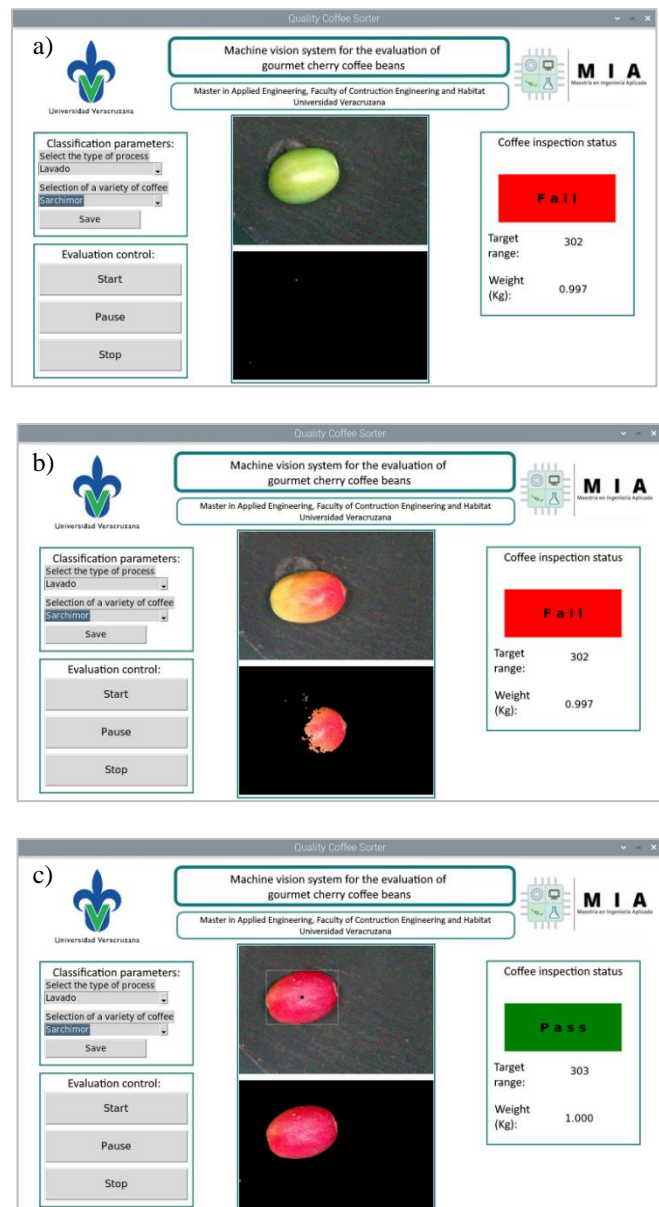 Quality Coffee Sorter
a)
Machine vision system for the evaluation of
gourmet cherry coffee beans
Master in Applied Engineering, Faculty of Contruction Engineering and Habitat
Universidad Veracruzana
Universidad Veracruzana
M I A
Maestría en Ingeniería Aplicada
Classification parameters:
Select the type of process
Lavado
Selection of a variety of coffee
Sarchimor
Save
Evaluation control:
Start
Pause
Stop
Coffee inspection status
Fail
Target
range:
302
Weight
(Kg):
0.997
Quality Coffee Sorter
b)
Machine vision system for the evaluation of
gourmet cherry coffee beans
Master in Applied Engineering, Faculty of Contruction Engineering and Habitat
Universidad Veracruzana
Universidad Veracruzana
M I A
Maestría en Ingeniería Aplicada
Classification parameters:
Select the type of process
Lavado
Selection of a variety of coffee
Sarchimor
Save
Evaluation control:
Start
Pause
Stop
Coffee inspection status
Fail
Target
range:
302
Weight
(Kg):
0.997
Quality Coffee Sorter
c)
Machine vision system for the evaluation of
gourmet cherry coffee beans
Master in Applied Engineering, Faculty of Contruction Engineering and Habitat
Universidad Veracruzana
Universidad Veracruzana
M I A
Maestría en Ingeniería Aplicada
Classification parameters:
Select the type of process
Lavado
Selection of a variety of coffee
Sarchimor
Save
Evaluation control:
Start
Pause
Stop
Coffee inspection status
Pass
Target
range:
303
Weight
(Kg):
1.000